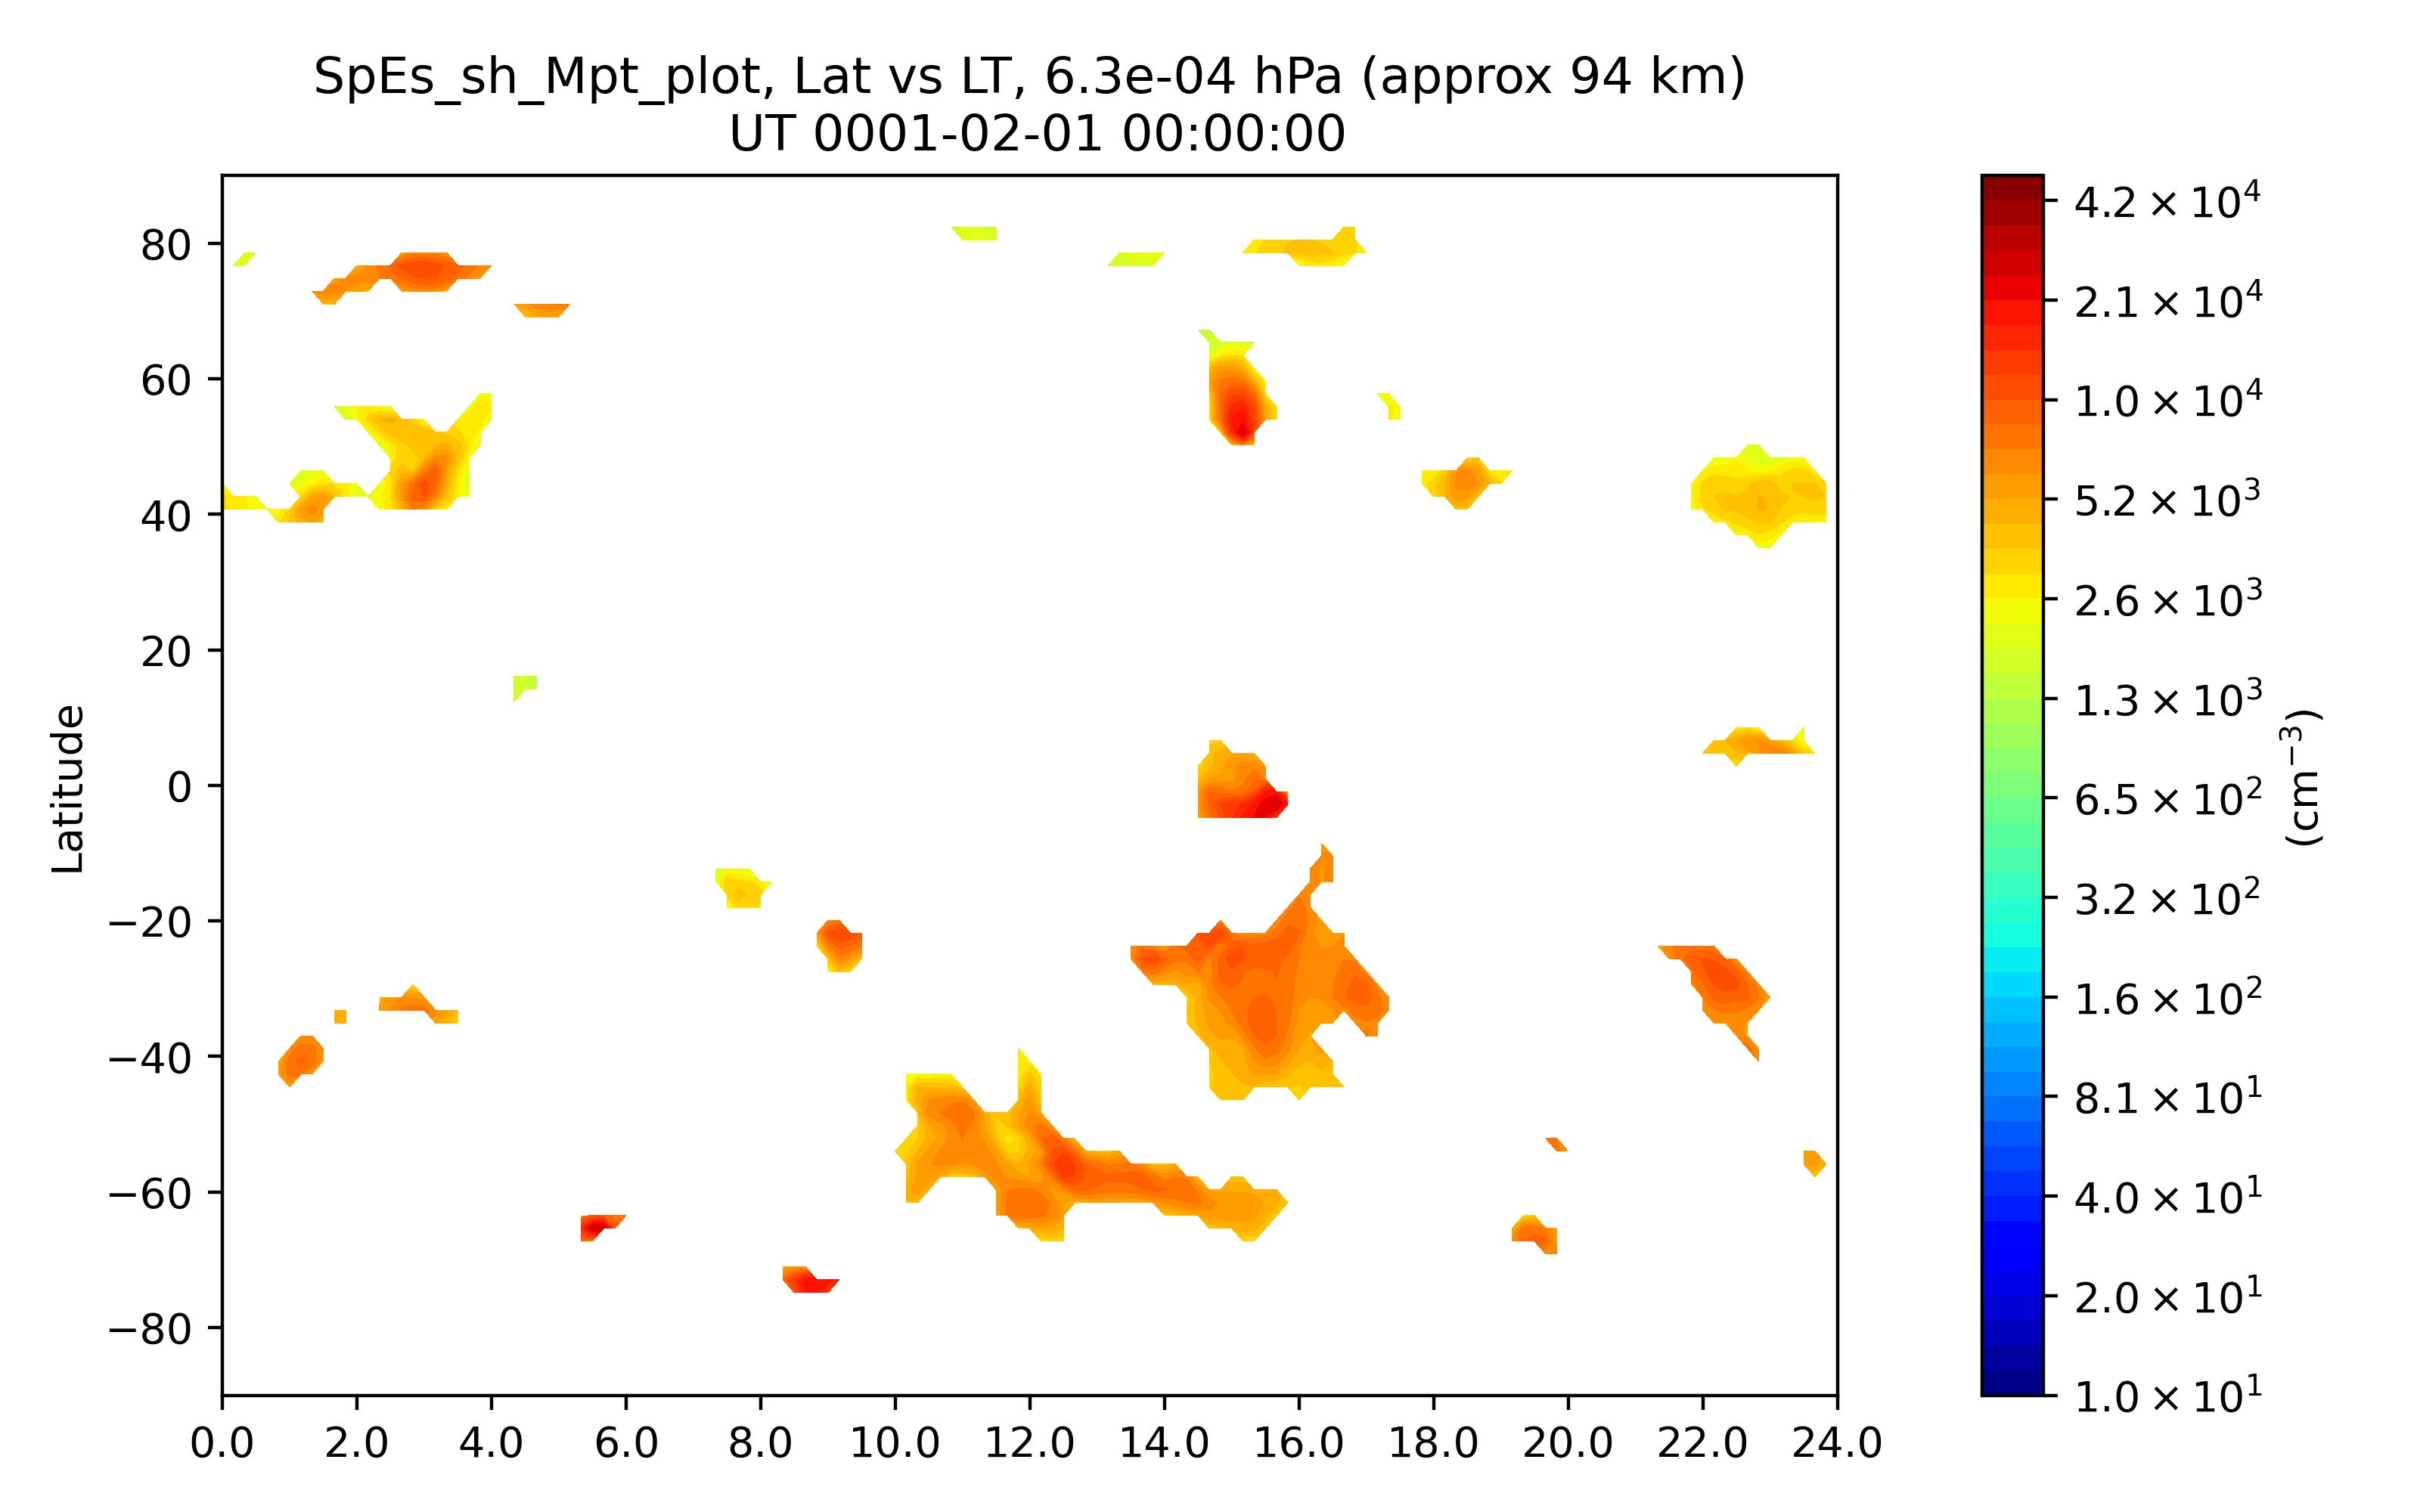 SpEs_sh_Mpt_plot, Lat vs LT, 6.3e-04 hPa (approx 94 km)
UT 0001-02-01 00:00:00
Latitude
80
60
40
20
0
−20
−40
−60
−80
0.0 2.0 4.0 6.0 8.0 10.0 12.0 14.0 16.0 18.0 20.0 22.0 24.0
4.2 × 10⁴
2.1 × 10⁴
1.0 × 10⁴
5.2 × 10³
2.6 × 10³
1.3 × 10³
6.5 × 10²
3.2 × 10²
1.6 × 10²
8.1 × 10¹
4.0 × 10¹
2.0 × 10¹
1.0 × 10¹
(cm⁻³)